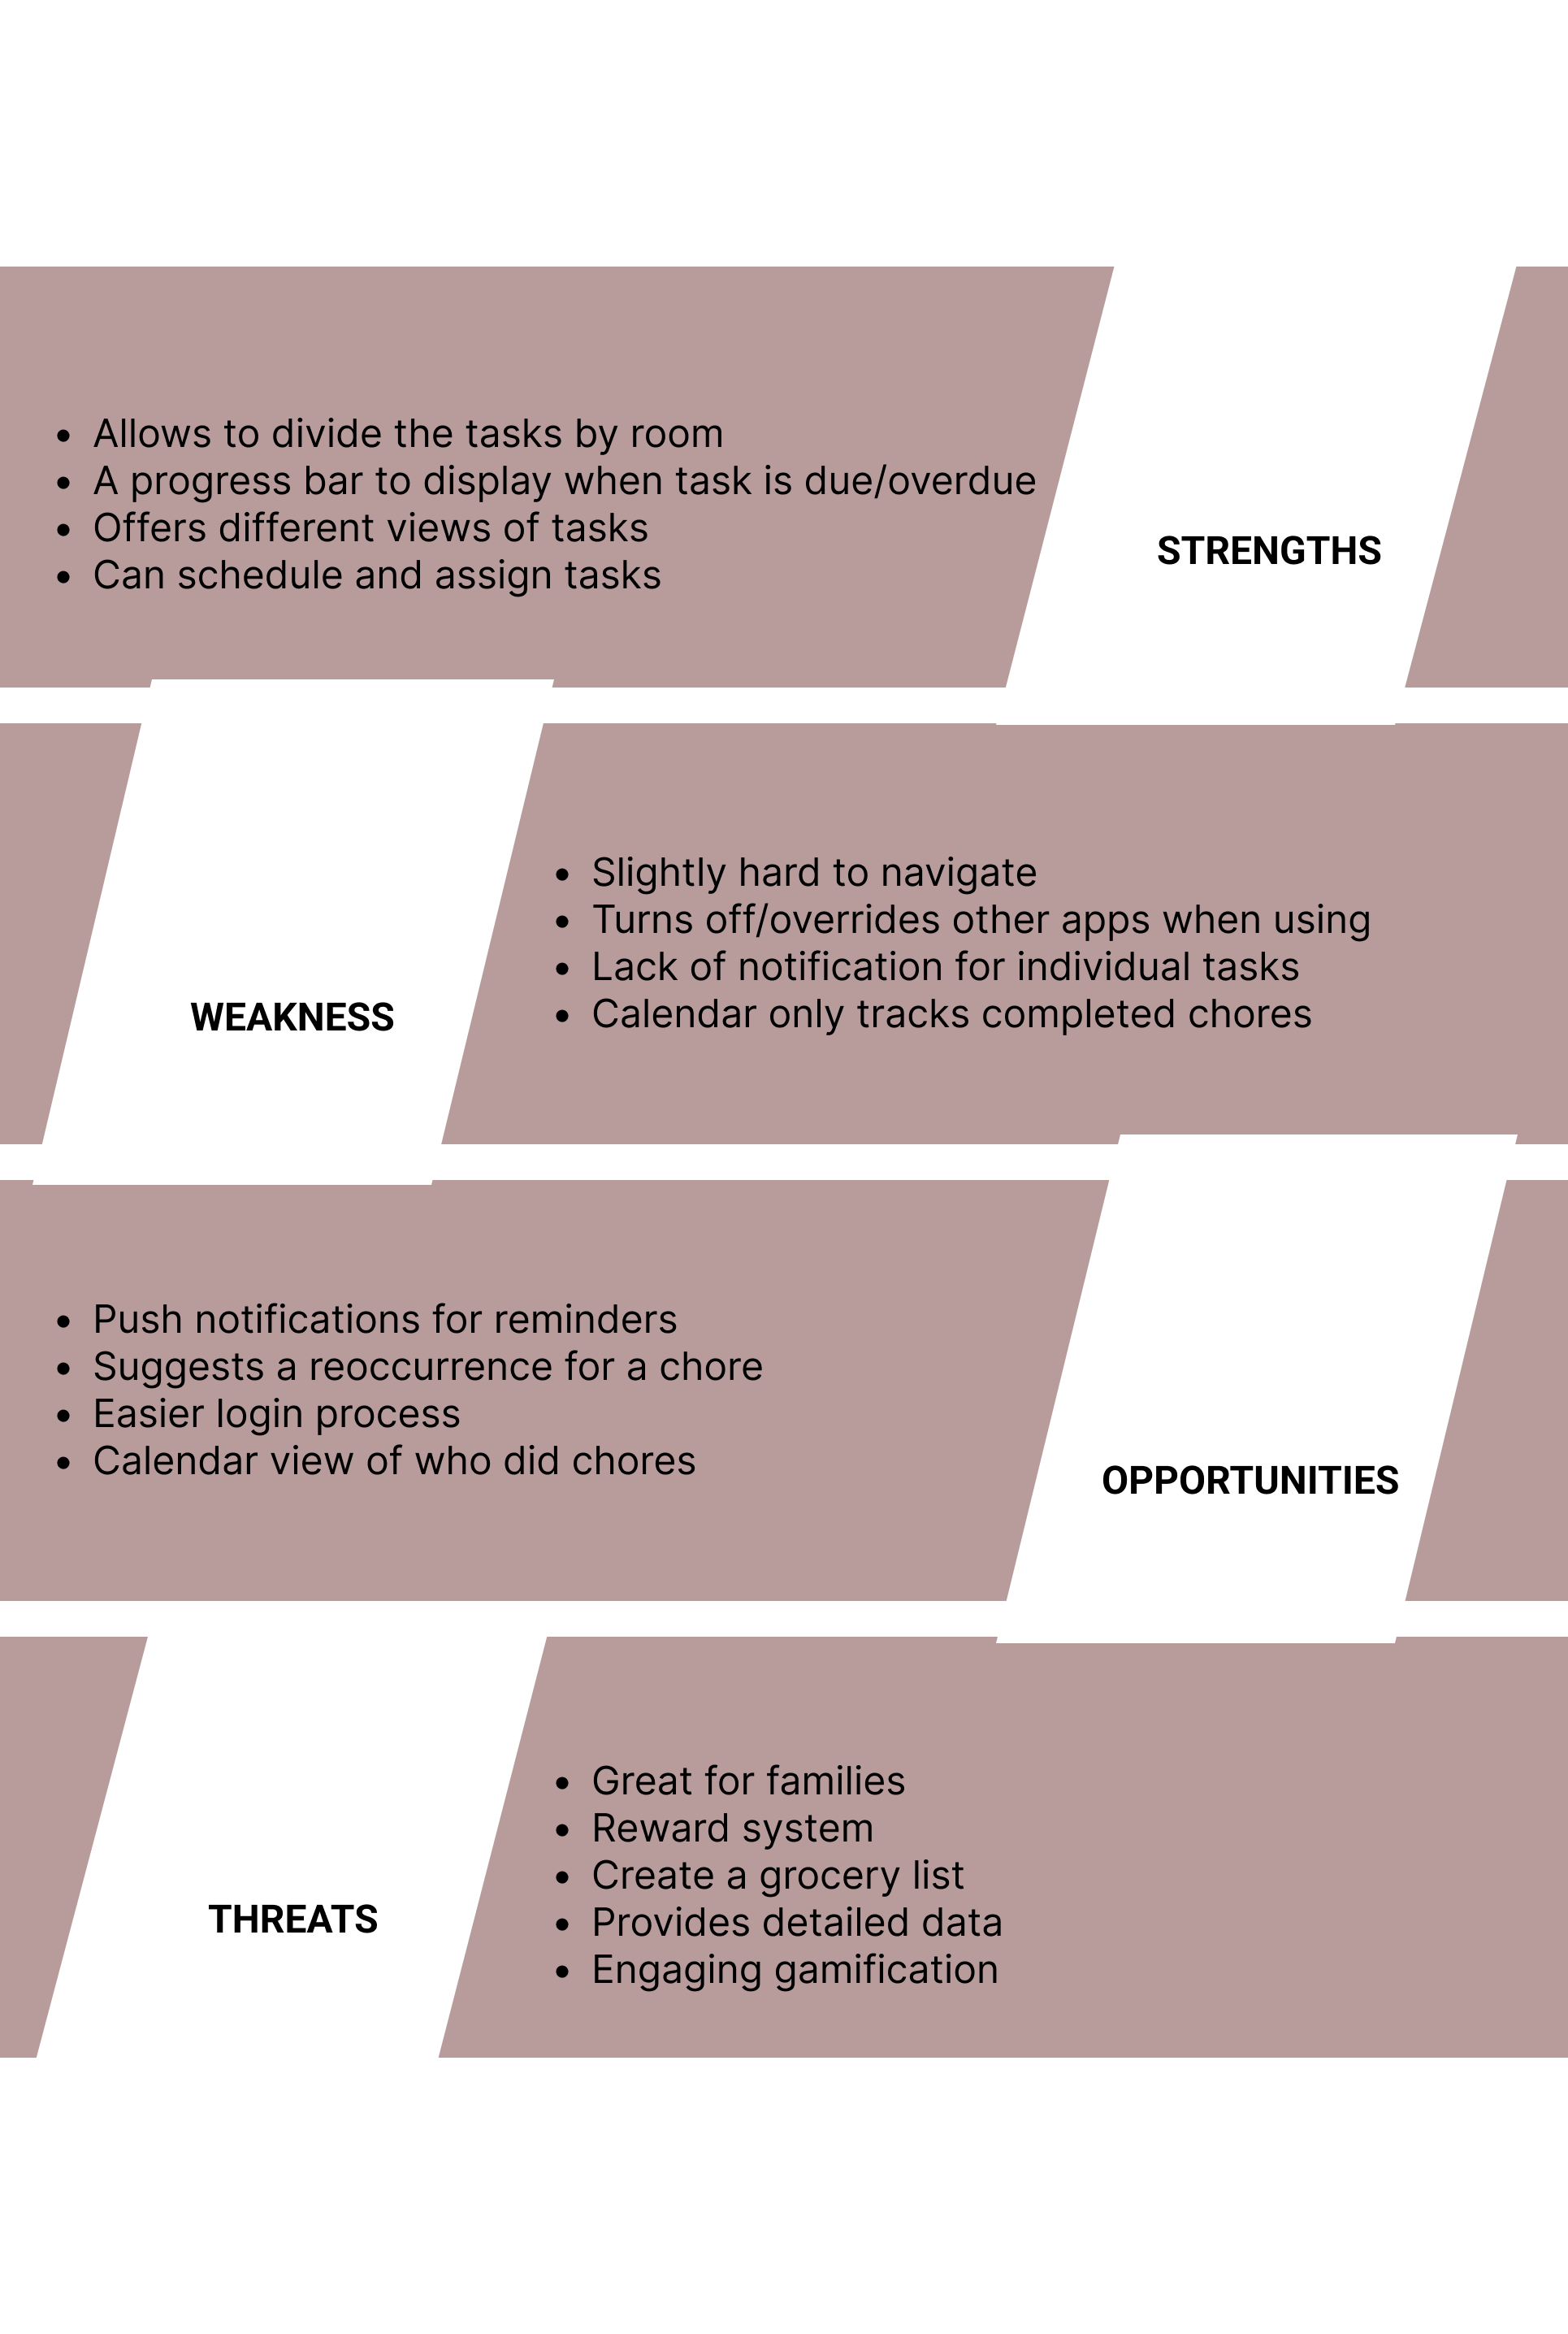 • Allows to divide the tasks by room
• A progress bar to display when task is due/overdue
• Offers different views of tasks
• Can schedule and assign tasks
STRENGTHS
WEAKNESS
• Slightly hard to navigate
• Turns off/overrides other apps when using
• Lack of notification for individual tasks
• Calendar only tracks completed chores
• Push notifications for reminders
• Suggests a reoccurrence for a chore
• Easier login process
• Calendar view of who did chores
OPPORTUNITIES
THREATS
• Great for families
• Reward system
• Create a grocery list
• Provides detailed data
• Engaging gamification